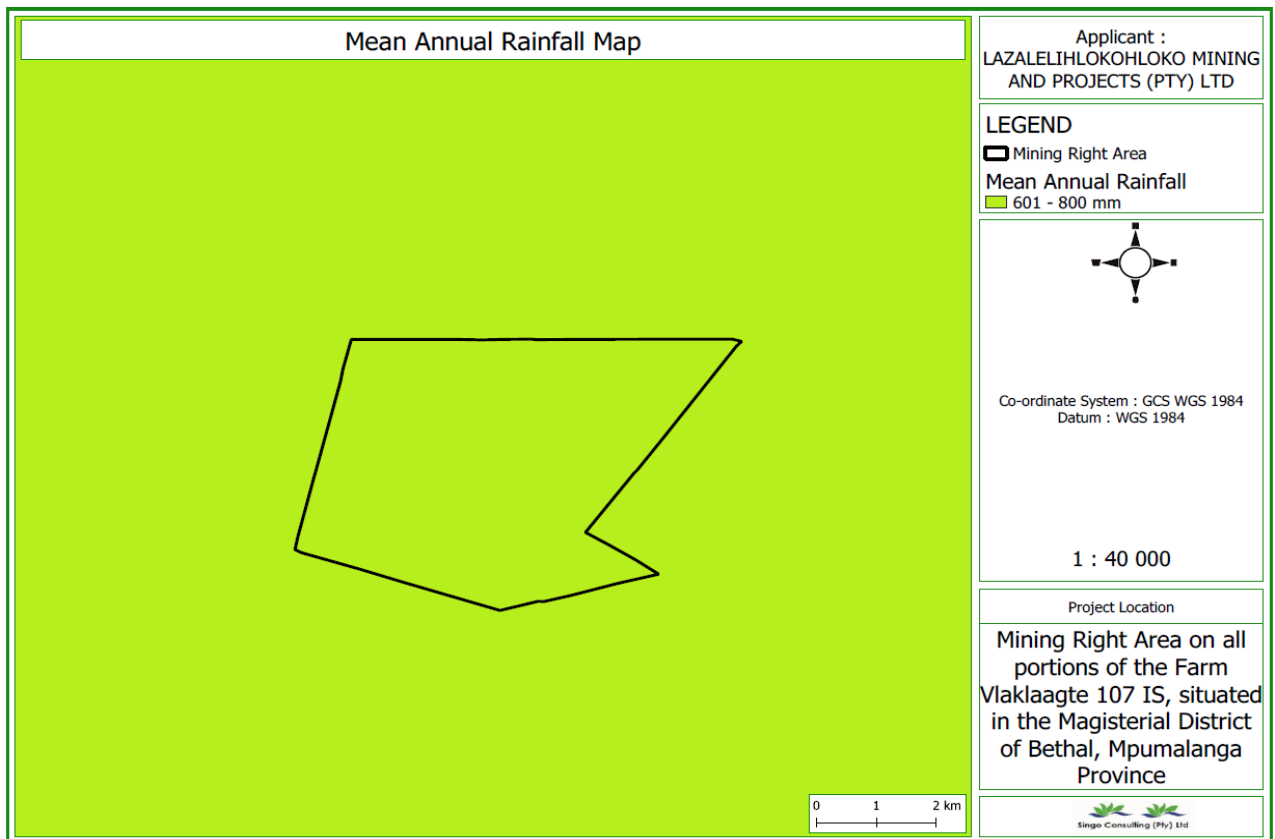 Mean Annual Rainfall Map
Applicant :
LAZALELIHLOKOHLOKO MINING
AND PROJECTS (PTY) LTD
LEGEND
Mining Right Area
Mean Annual Rainfall
601 - 800 mm
Co-ordinate System : GCS WGS 1984
Datum : WGS 1984
1 : 40 000
Project Location
Mining Right Area on all
portions of the Farm
Vlaklaagte 107 IS, situated
in the Magisterial District
of Bethal, Mpumalanga
Province
0 1 2 km
Singo Consulting (Pty) Ltd